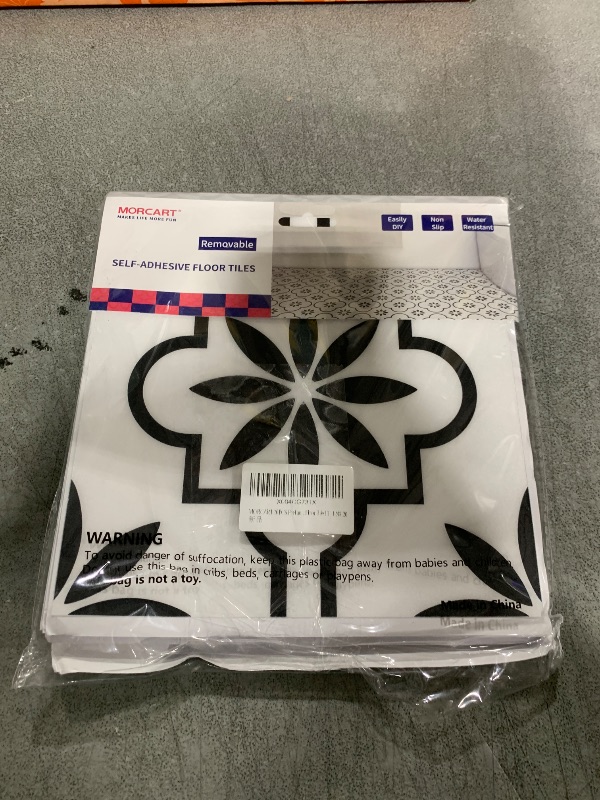 MORCART
MAKES LIFE MORE FUN
Removable
SELF-ADHESIVE FLOOR TILES
Easily
DIY
Non
Slip
Water
Resistant
WARNING
To avoid danger of suffocation, keep this plastic bag away from babies and children.
Do not use this bag in cribs, beds, carriages or playpens.
bag is not a toy.
Made in China
Made in China